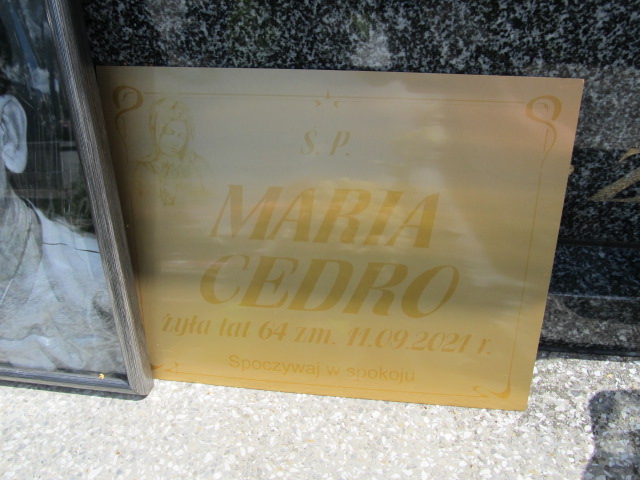 Ś. P.
MARIA
CEDRO
żyła lat 64 zm. 11.09.2021 r.
Spoczywaj w spokoju